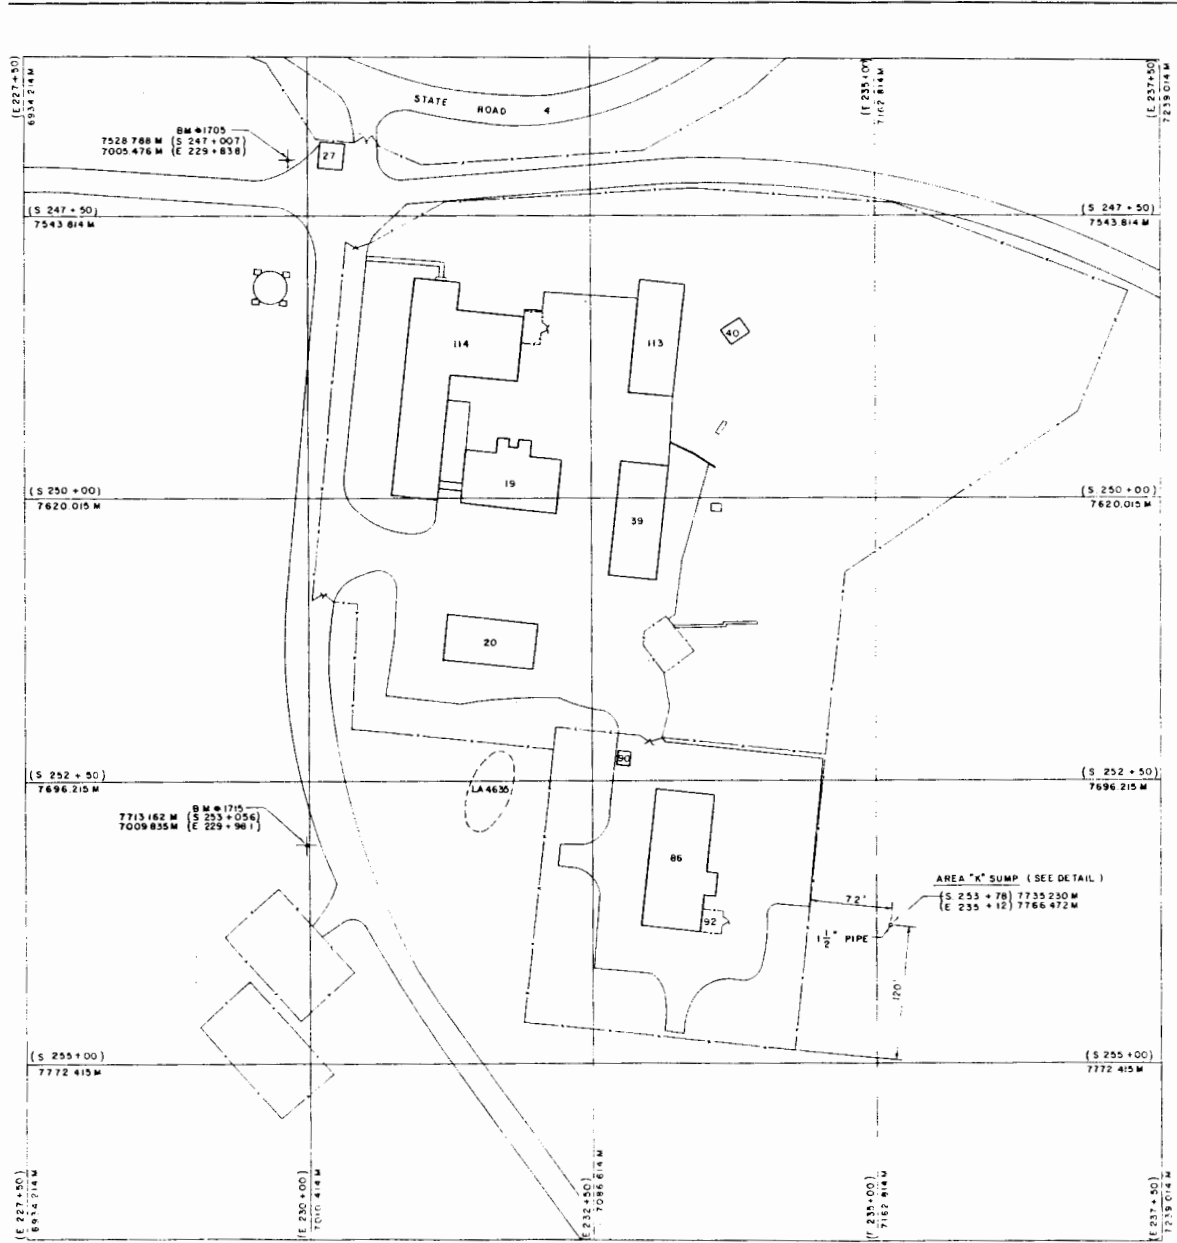 (E 227+50)
6934.214 M
STATE ROAD 4
(E 235+00)
7162.814 M
(E 237+50)
7239.014 M
BM #1705
7528.788 M (S 247+007)
7005.476 M (E 229+838)
27
(S 247+50)
7543.814 M
(S 247+50)
7543.814 M
114
113
40
19
(S 250+00)
7620.015 M
39
(S 250+00)
7620.015 M
20
90
(S 252+50)
7696.215 M
LA 4635
(S 252+50)
7696.215 M
BM #1715
7713.162 M (S 253+056)
7009.835 M (E 229+981)
86
92
AREA "K" SUMP (SEE DETAIL)
72'
(S 253+78) 7735.230 M
(E 235+12) 7766.472 M
1 1/2" PIPE
120'
(S 255+00)
7772.415 M
(S 255+00)
7772.415 M
(E 227+50)
6934.214 M
(E 230+00)
7010.414 M
(E 232+50)
7086.614 M
(E 235+00)
7162.814 M
(E 237+50)
7239.014 M